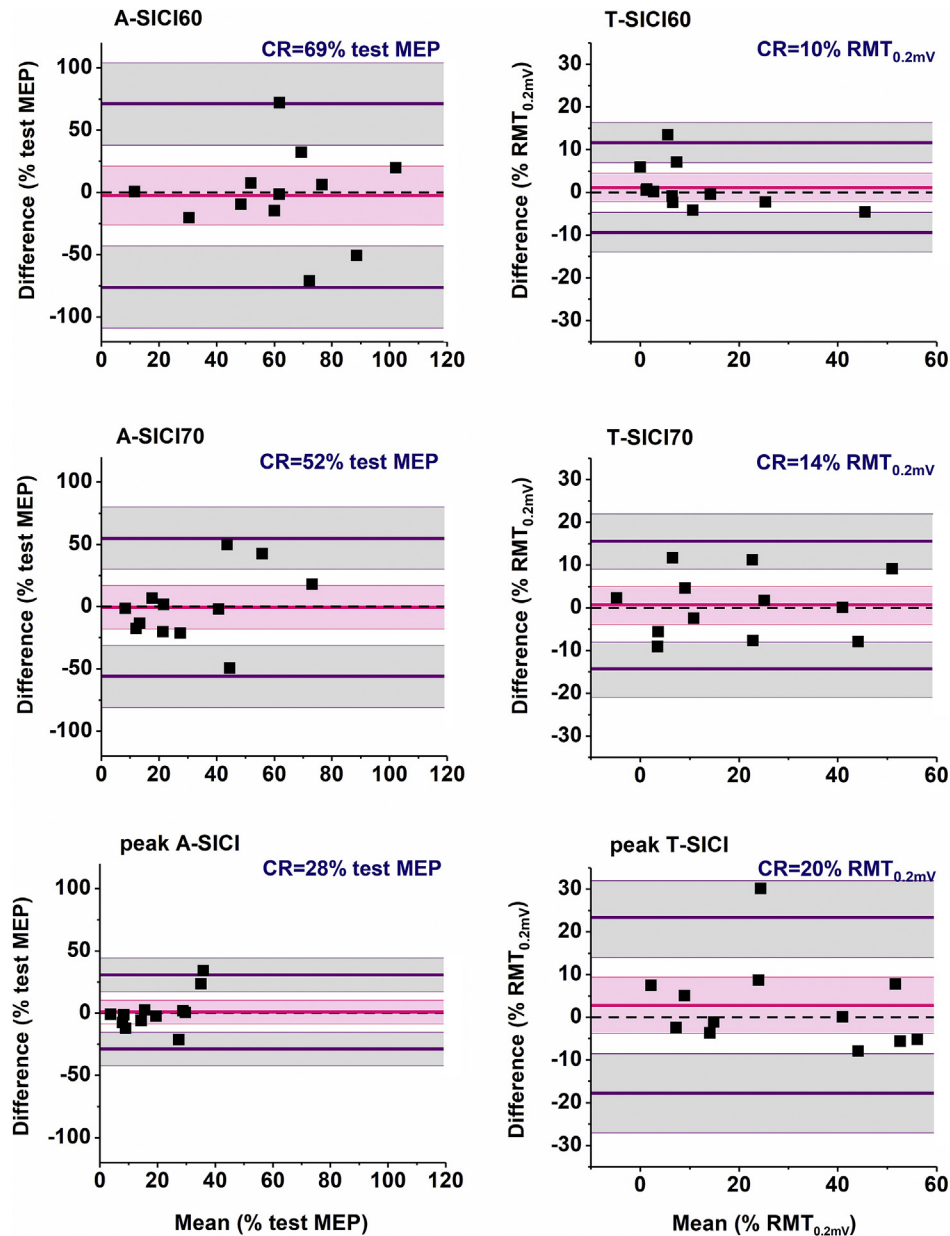 A-SICI60
CR=69% test MEP
100
50
0
-50
-100
Difference (% test MEP)
0 20 40 60 80 100 120
T-SICI60
CR=10% RMT0.2mV
30
20
10
0
-10
-20
-30
Difference (% RMT0.2mV)
0 20 40 60
A-SICI70
CR=52% test MEP
100
50
0
-50
-100
Difference (% test MEP)
0 20 40 60 80 100 120
T-SICI70
CR=14% RMT0.2mV
30
20
10
0
-10
-20
-30
Difference (% RMT0.2mV)
0 20 40 60
peak A-SICI
CR=28% test MEP
100
50
0
-50
-100
Difference (% test MEP)
0 20 40 60 80 100 120
Mean (% test MEP)
peak T-SICI
CR=20% RMT0.2mV
30
20
10
0
-10
-20
-30
Difference (% RMT0.2mV)
0 20 40 60
Mean (% RMT0.2mV)